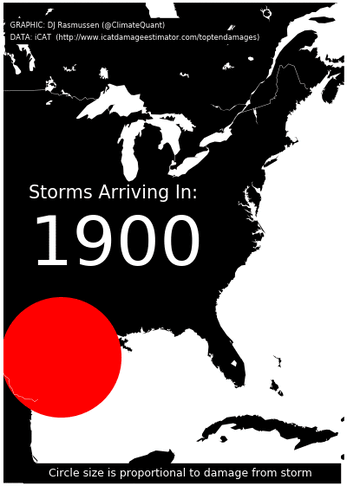 GRAPHIC: DJ Rasmussen (@ClimateQuant)
DATA: iCAT (http://www.icatdamageestimator.com/toptendamages)
Storms Arriving In:
1900
Circle size is proportional to damage from storm